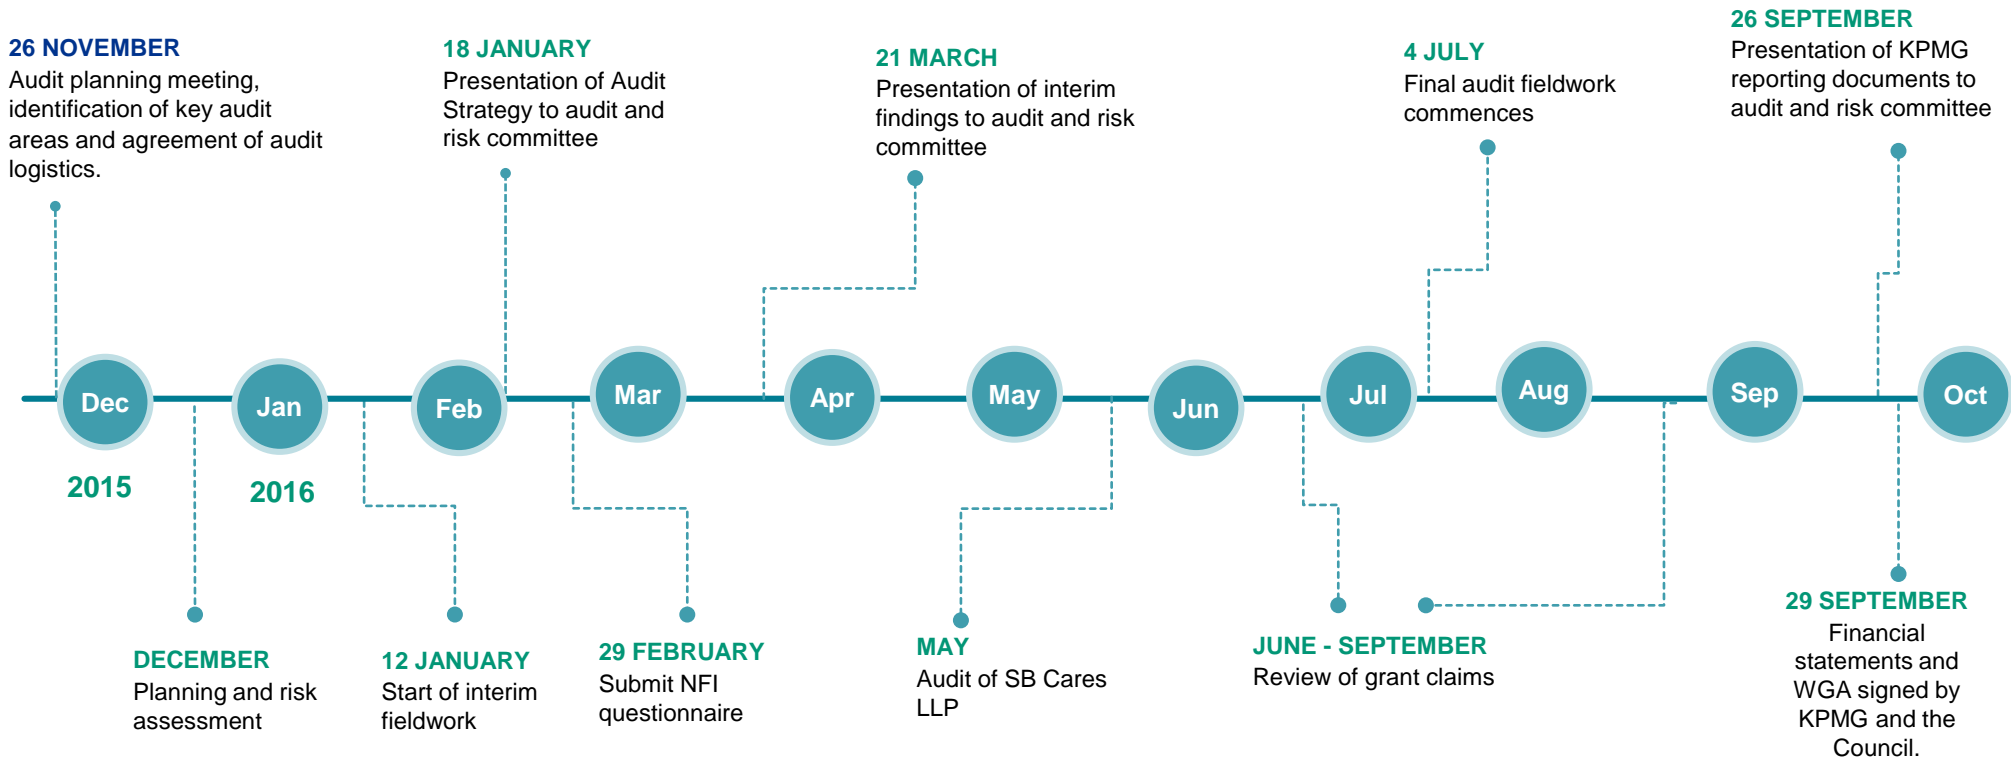 26 NOVEMBER
Audit planning meeting,
identification of key audit
areas and agreement of audit
logistics.
18 JANUARY
Presentation of Audit
Strategy to audit and
risk committee
21 MARCH
Presentation of interim
findings to audit and risk
committee
4 JULY
Final audit fieldwork
commences
26 SEPTEMBER
Presentation of KPMG
reporting documents to
audit and risk committee
Dec
Jan
Feb
Mar
Apr
May
Jun
Jul
Aug
Sep
Oct
2015
2016
DECEMBER
Planning and risk
assessment
12 JANUARY
Start of interim
fieldwork
29 FEBRUARY
Submit NFI
questionnaire
MAY
Audit of SB Cares
LLP
JUNE - SEPTEMBER
Review of grant claims
29 SEPTEMBER
Financial
statements and
WGA signed by
KPMG and the
Council.